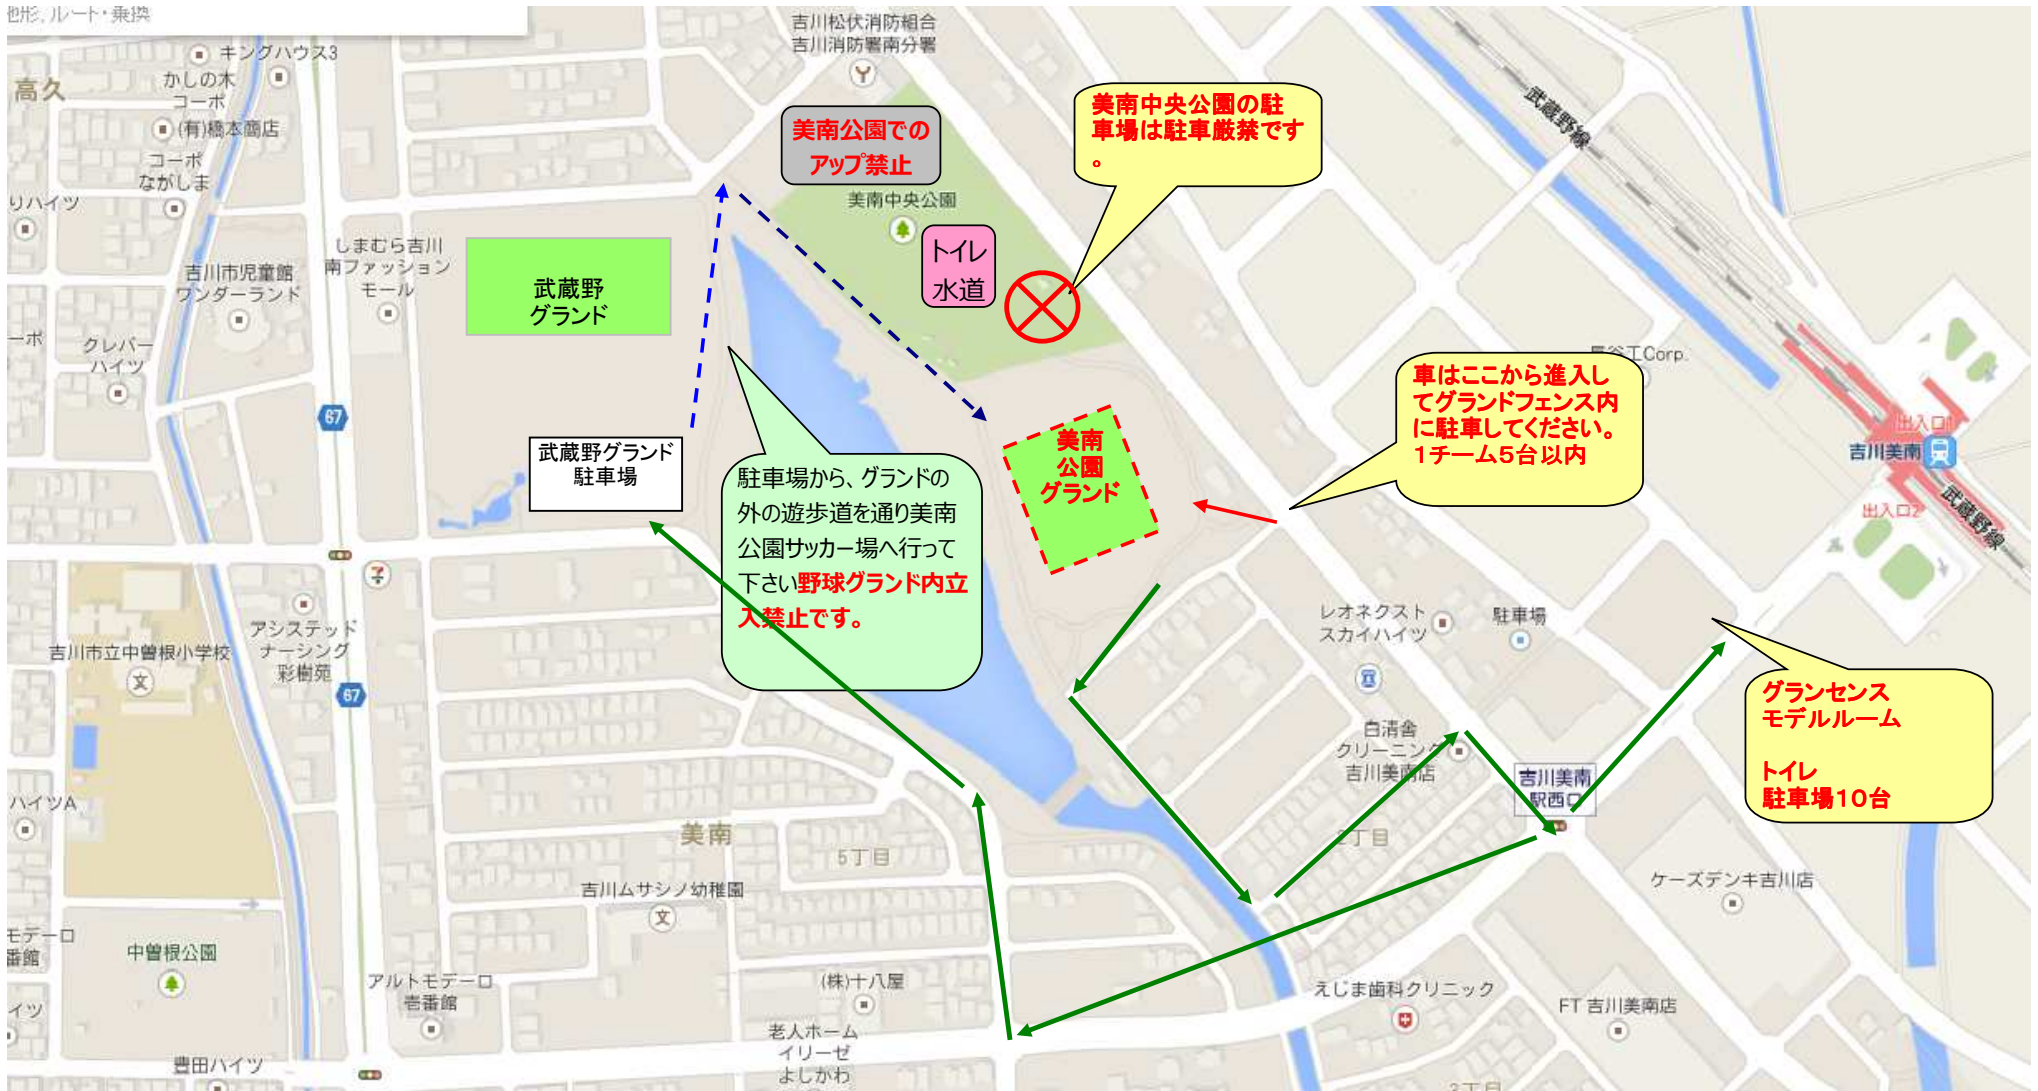 地形, ルート・乗換
キングハウス3
高久
かしの木
コーポ
(有)橋本商店
コーポ
ながしま
りハイツ
吉川市児童館
ワンダーランド
しまむら吉川
南ファッション
モール
ーポ
クレバー
ハイツ
67
吉川松伏消防組合
吉川消防署南分署
美南公園での
アップ禁止
美南中央公園
トイレ
水道
美南中央公園の駐
車場は駐車厳禁です
。
武蔵野線
武蔵野
グランド
武蔵野グランド
駐車場
駐車場から、グランドの
外の遊歩道を通り美南
公園サッカー場へ行って
下さい野球グランド内立
入禁止です。
美南
公園
グランド
車はここから進入し
てグランドフェンス内
に駐車してください。
1チーム5台以内
長谷工Corp.
出入口1
吉川美南
出入口2
武蔵野線
レオネクスト
スカイハイツ
駐車場
グランセンス
モデルルーム
トイレ
駐車場10台
白清舎
クリーニング
吉川美南店
吉川美南
駅西口
2丁目
ケーズデンキ吉川店
アシステッド
ナーシング
彩樹苑
吉川市立中曽根小学校
文
67
ハイツA
美南
5丁目
吉川ムサシノ幼稚園
文
モデーロ
番館
中曽根公園
アルトモデーロ
壱番館
(株)十八屋
えじま歯科クリニック
FT 吉川美南店
イツ
老人ホーム
イリーゼ
よしかわ
豊田ハイツ
3丁目